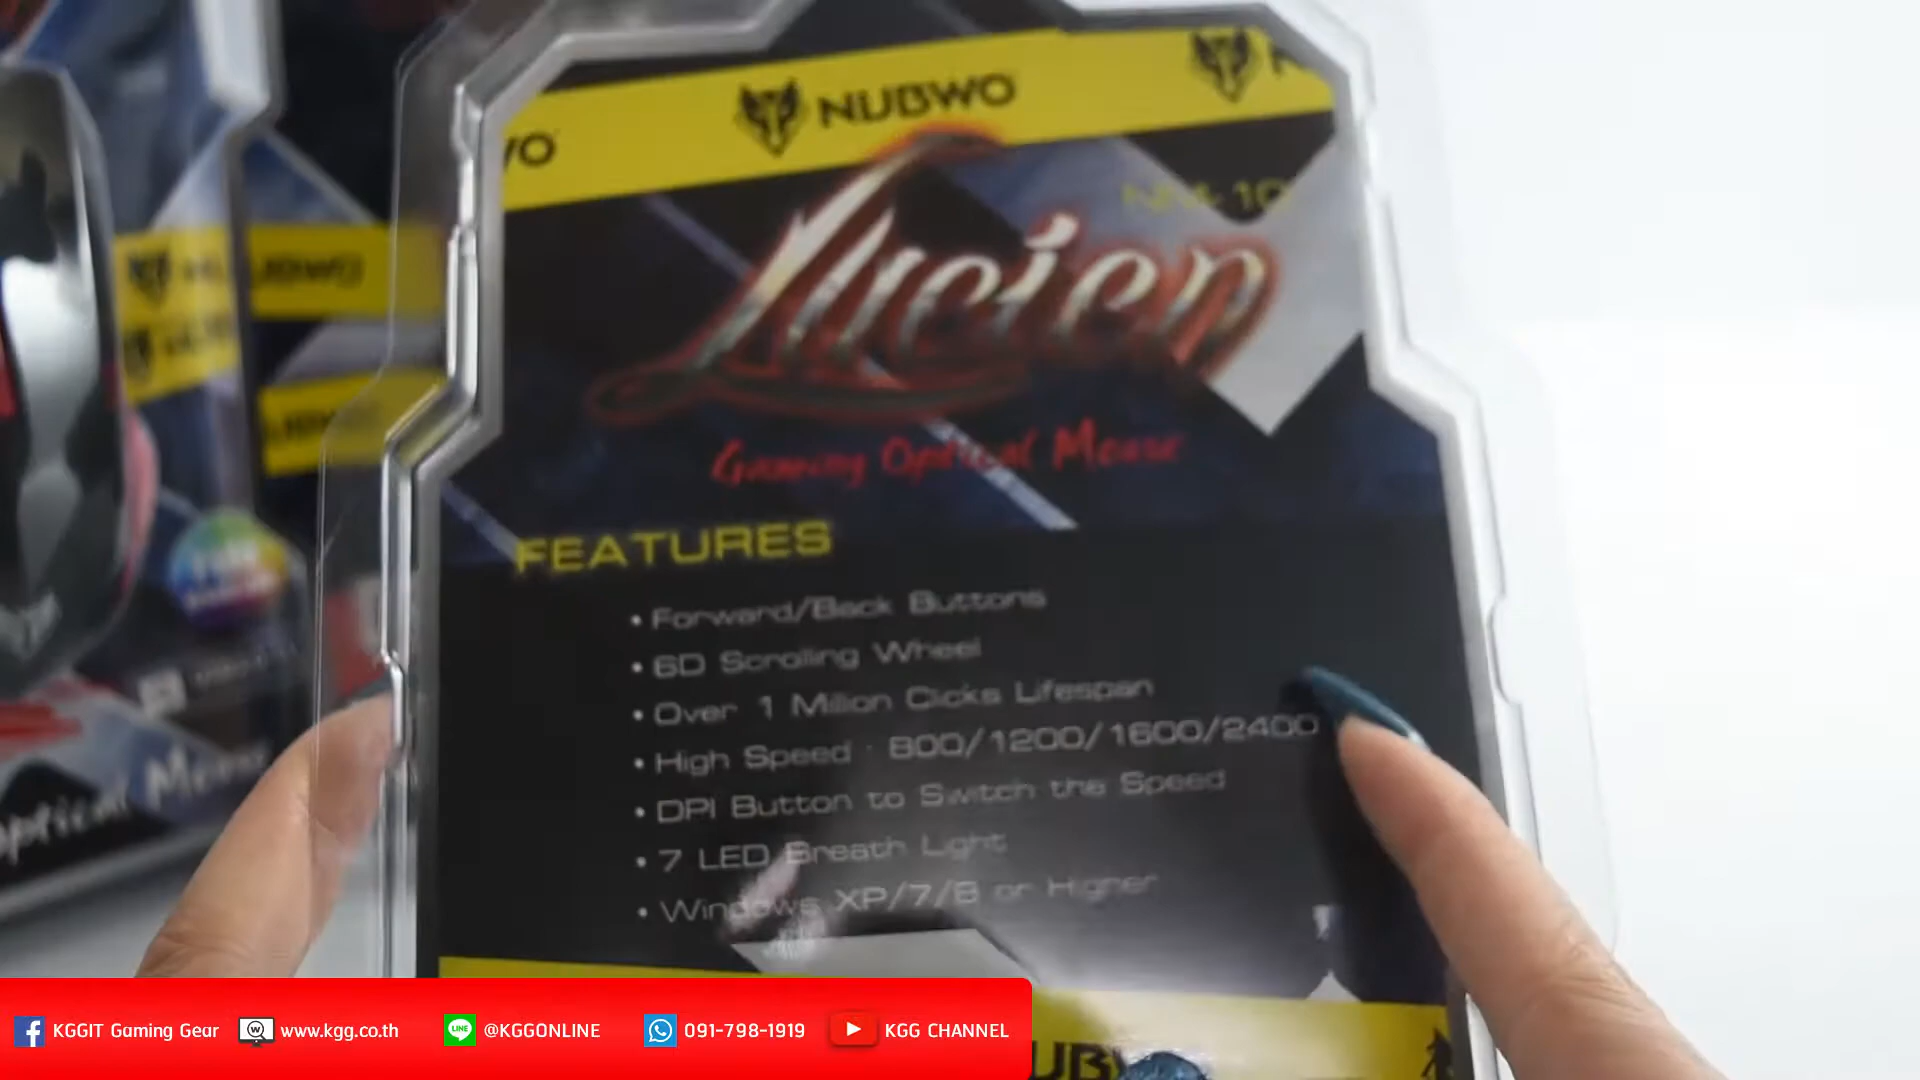 NUBWO
Lucien
Gaming Optical Mouse
FEATURES
• Forward/Back Buttons
• 6D Scrolling Wheel
• Over 1 Million Clicks Lifespan
• High Speed : 800/1200/1600/2400
• DPI Button to Switch the Speed
• 7 LED Breath Light
• Windows XP/7/8 or Higher
Optical Mouse
KGGIT Gaming Gear www.kgg.co.th @KGGONLINE 091-798-1919 KGG CHANNEL